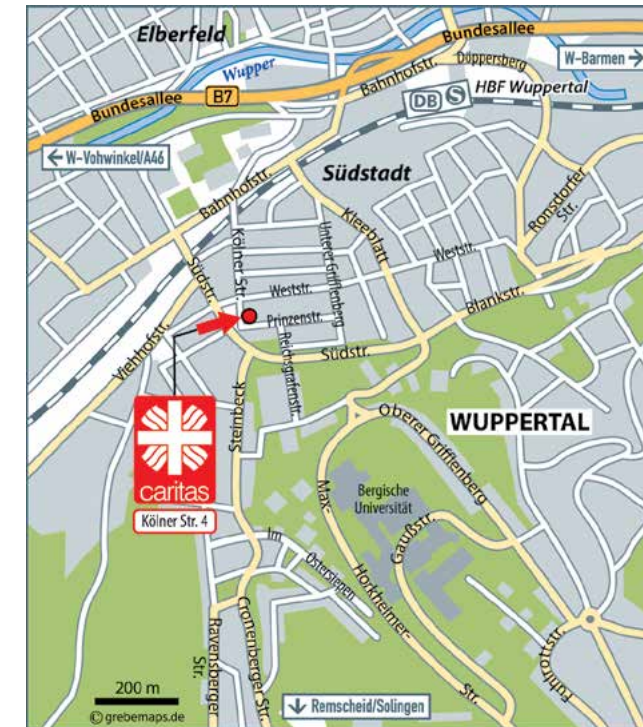 Elberfeld
Bundesallee
W-Barmen →
Wupper
Bahnhofstr.
Döppersberg
HBF Wuppertal
Bundesallee
B7
DB S
← W-Vohwinkel/A46
Südstadt
Bahnhofstr.
Kölner Str.
Unterer Grifflenberg
Kleeblatt
Ronsdorfer
Str.
Weststr.
Südstr.
Weststr.
Blankstr.
Prinzenstr.
Viehhofstr.
Südstr.
Reichsgrafenstr.
Steinbeck
WUPPERTAL
Oberer Grifflenberg
caritas
Kölner Str. 4
Bergische
Universität
Max-
Horkheimer-
Str.
Gaußstr.
Im
Ostersiepen
Fuhlrottstr.
Cronenberger Str.
Ravensberger
Str.
200 m
© grebemaps.de
↓ Remscheid/Solingen